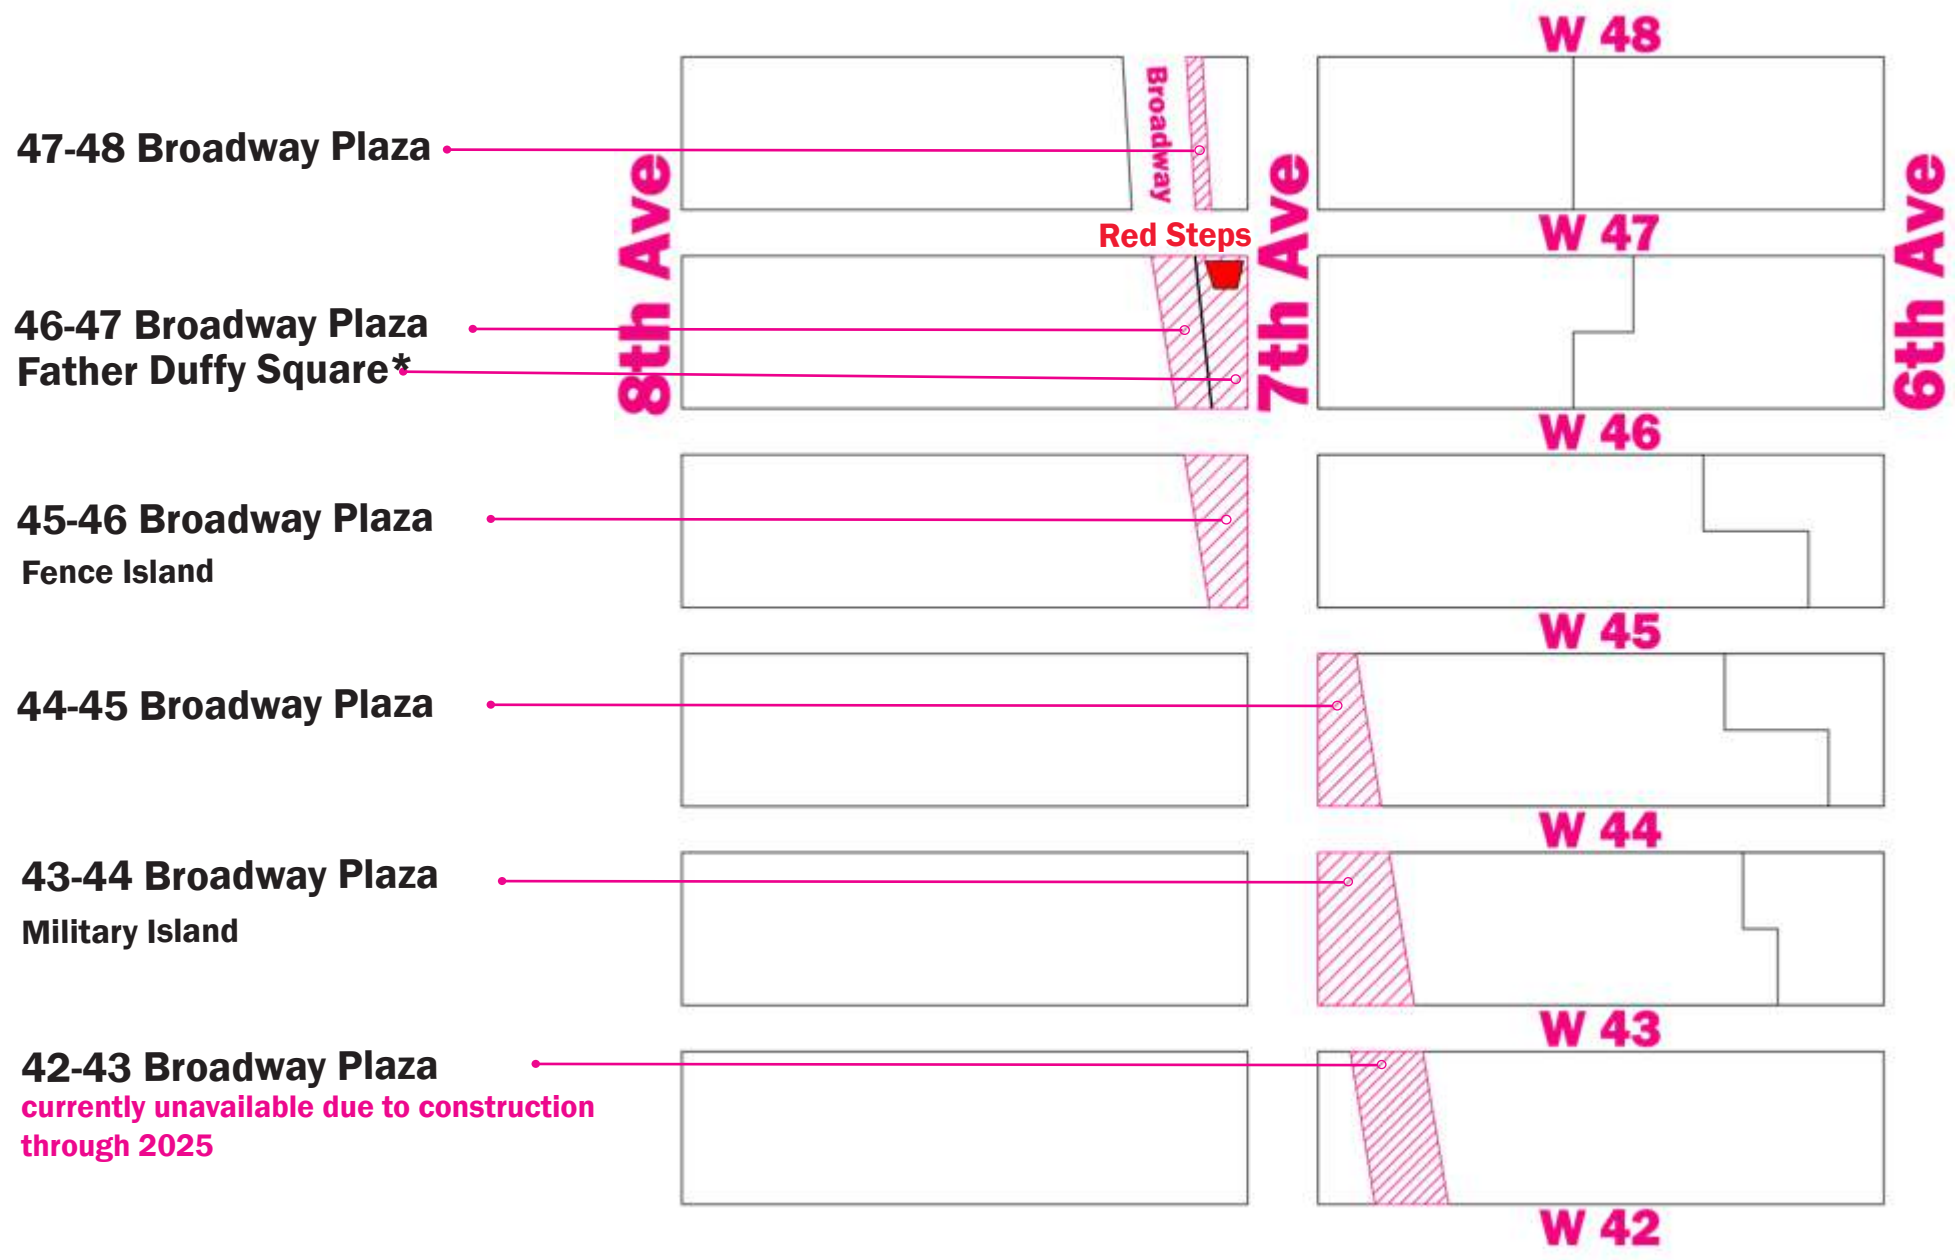 W 48
Broadway
47-48 Broadway Plaza
8th Ave
7th Ave
6th Ave
W 47
Red Steps
46-47 Broadway Plaza
Father Duffy Square*
W 46
45-46 Broadway Plaza
Fence Island
W 45
44-45 Broadway Plaza
W 44
43-44 Broadway Plaza
Military Island
W 43
42-43 Broadway Plaza
currently unavailable due to construction
through 2025
W 42